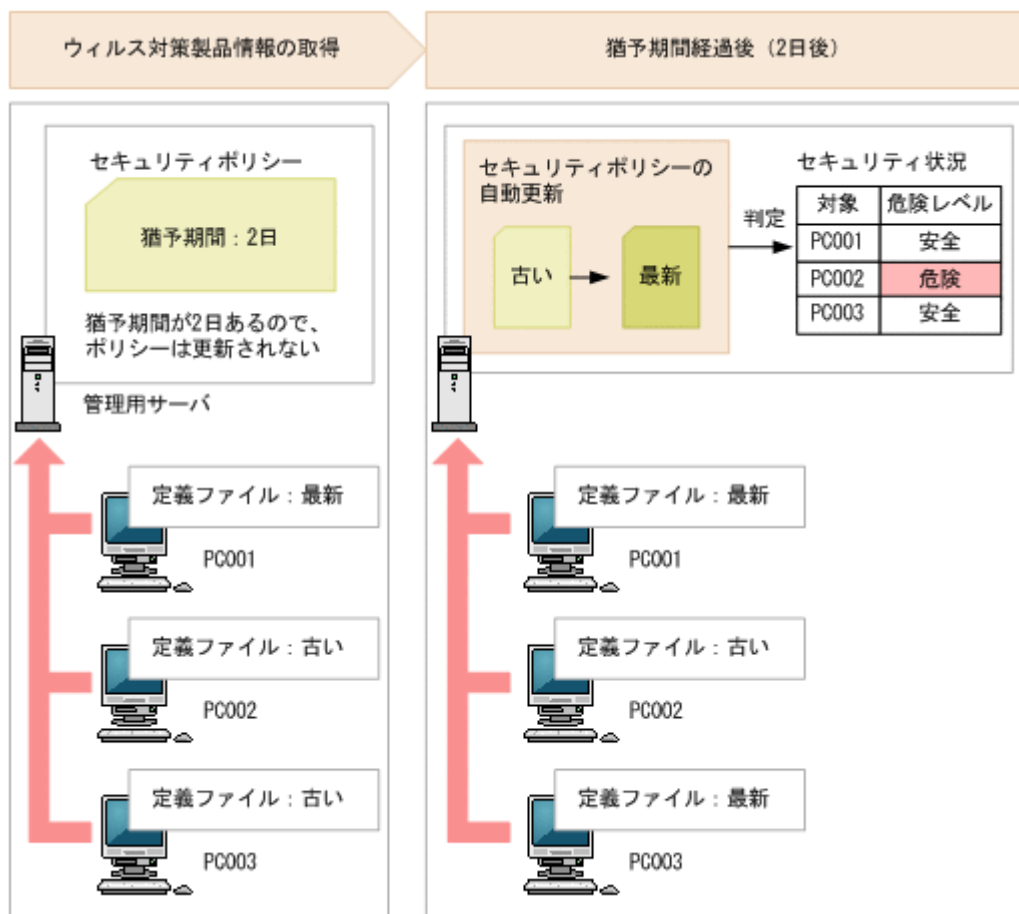 ウィルス対策製品情報の取得
セキュリティポリシー
猶予期間：2日
猶予期間が2日あるので、
ポリシーは更新されない
管理用サーバ
定義ファイル：最新
PC001
定義ファイル：古い
PC002
定義ファイル：古い
PC003
猶予期間経過後（2日後）
セキュリティポリシーの
自動更新
古い
最新
判定
セキュリティ状況
対象 危険レベル
PC001 安全
PC002 危険
PC003 安全
定義ファイル：最新
PC001
定義ファイル：古い
PC002
定義ファイル：最新
PC003